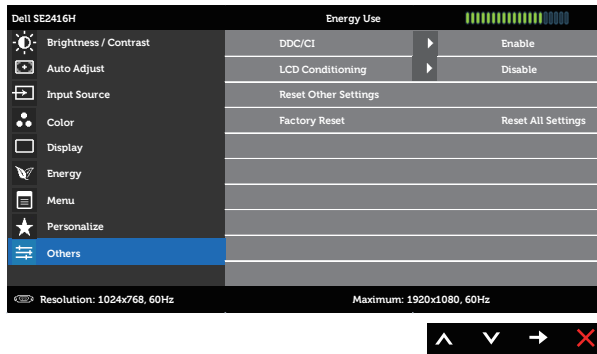 Dell SE2416H Energy Use
Brightness / Contrast DDC/CI Enable
Auto Adjust LCD Conditioning Disable
Input Source Reset Other Settings
Color Factory Reset Reset All Settings
Display
Energy
Menu
Personalize
Others
Resolution: 1024x768, 60Hz Maximum: 1920x1080, 60Hz